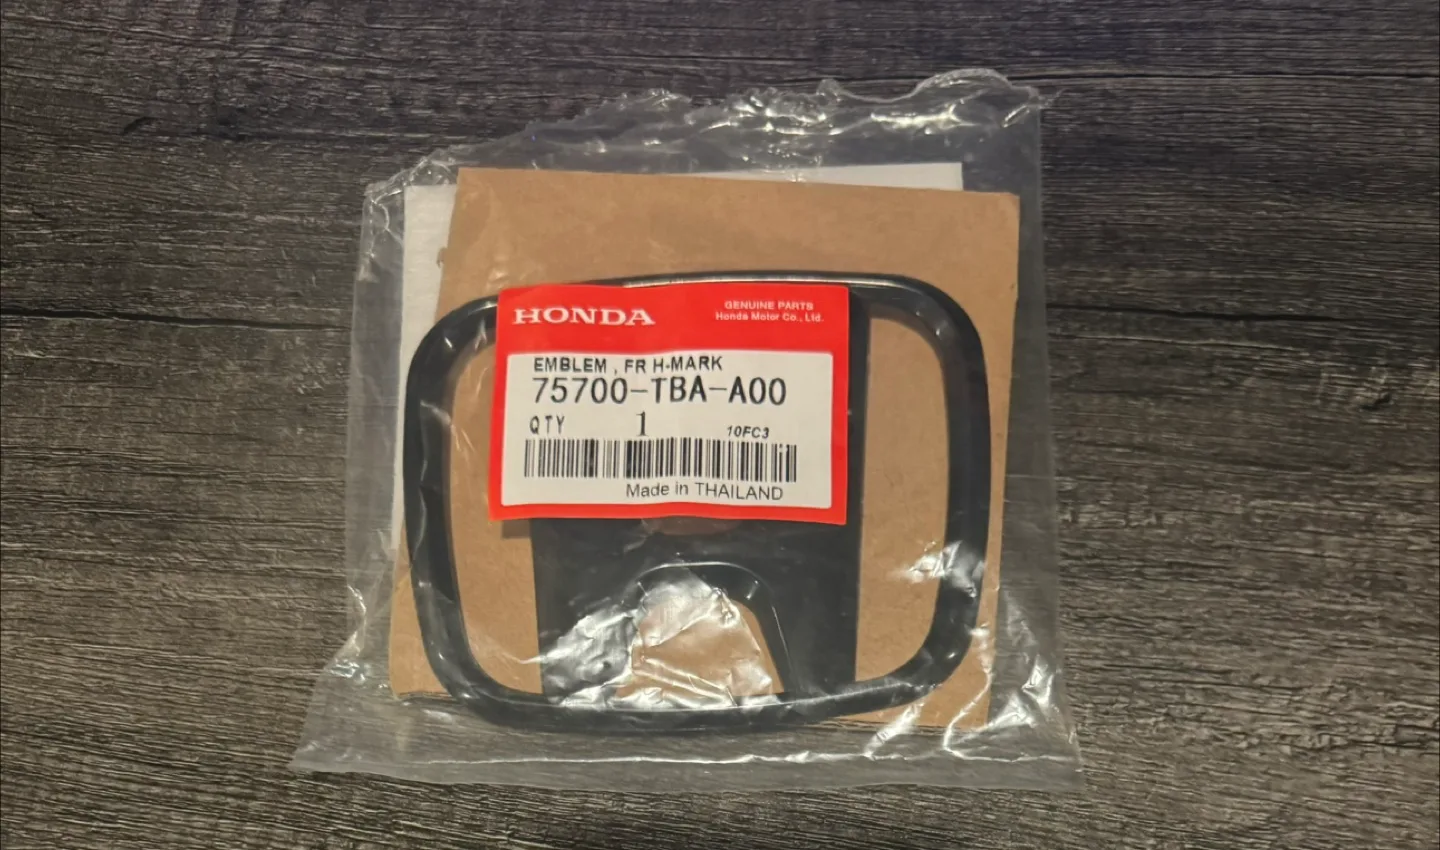 HONDA
GENUINE PARTS
Honda Motor Co., Ltd.
EMBLEM , FR H-MARK
75700-TBA-A00
QTY 1 10FC3
Made in THAILAND